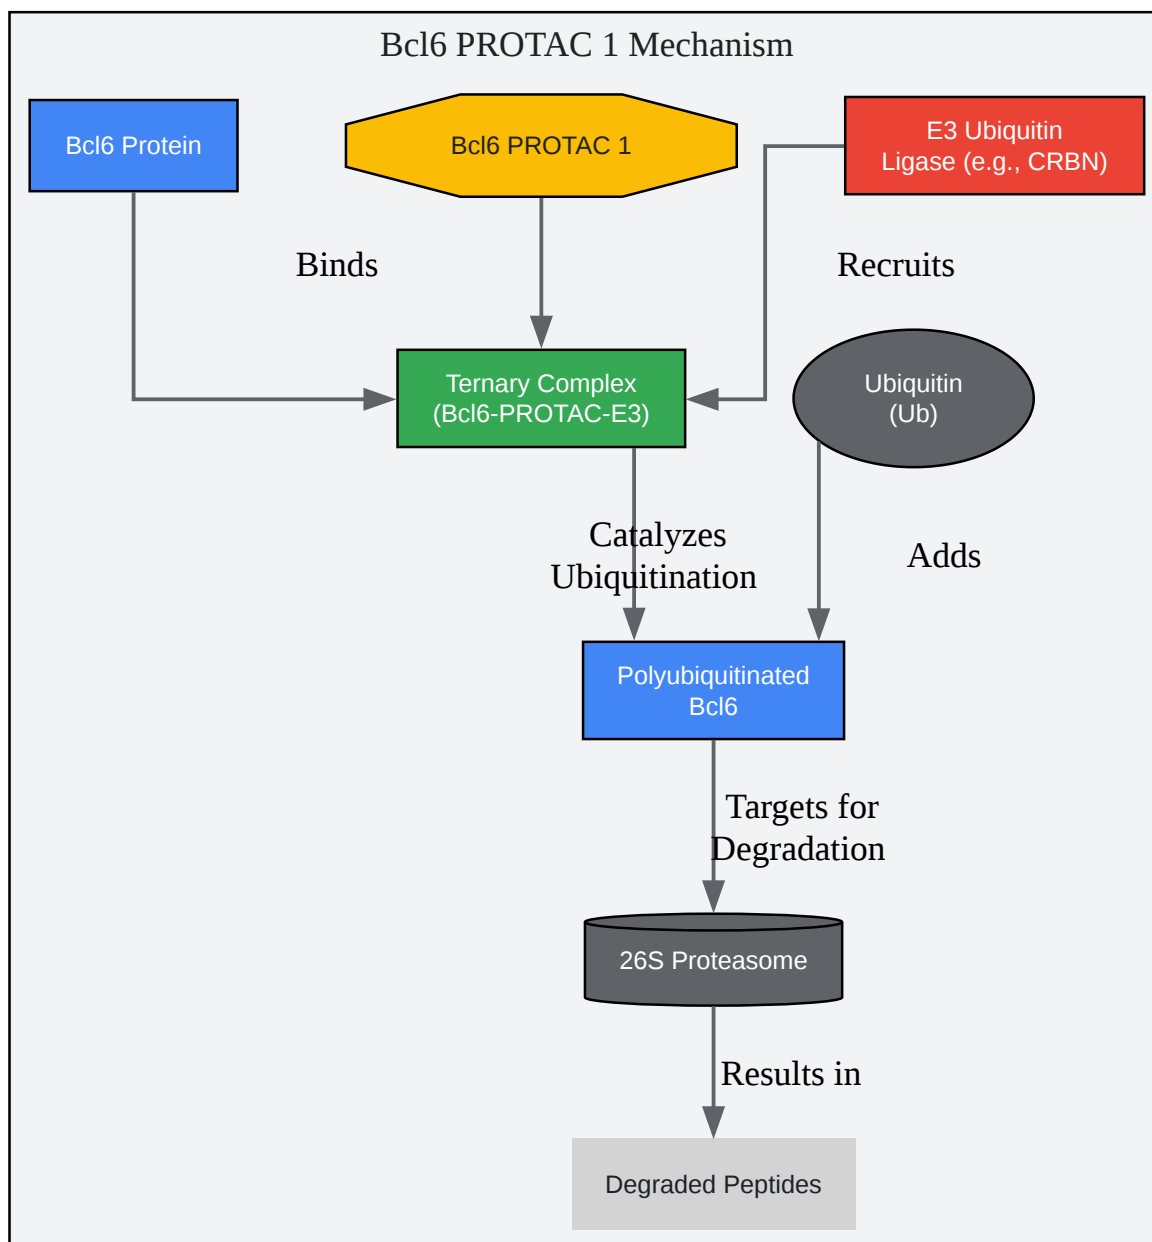 Bcl6 PROTAC 1 Mechanism
Bcl6 Protein
Bcl6 PROTAC 1
E3 Ubiquitin
Ligase (e.g., CRBN)
Binds
Recruits
Ternary Complex
(Bcl6-PROTAC-E3)
Ubiquitin
(Ub)
Catalyzes
Ubiquitination
Adds
Polyubiquitinated
Bcl6
Targets for
Degradation
26S Proteasome
Results in
Degraded Peptides